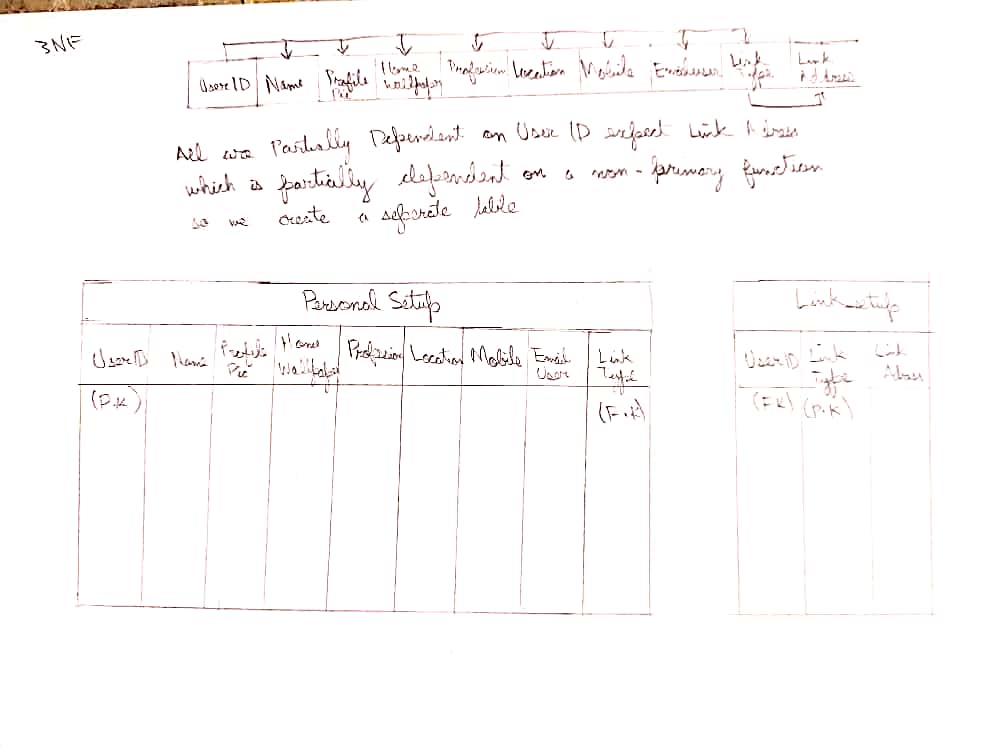 3NF
User ID Name Profile Pic Home Wallpaper Profession Location Mobile Emailuser Link Type Link Address
All are Partially Dependent on User ID expect Link Adress
which is partially dependent on a non-primary function
so we create a seperate table
Personal Setup
User ID Name Profile Pic Home Wallpaper Profession Location Mobile Email User Link Type
(P.K) (F.K)
Link setup
User ID Link Type Link Adress
(FK) (P.K)